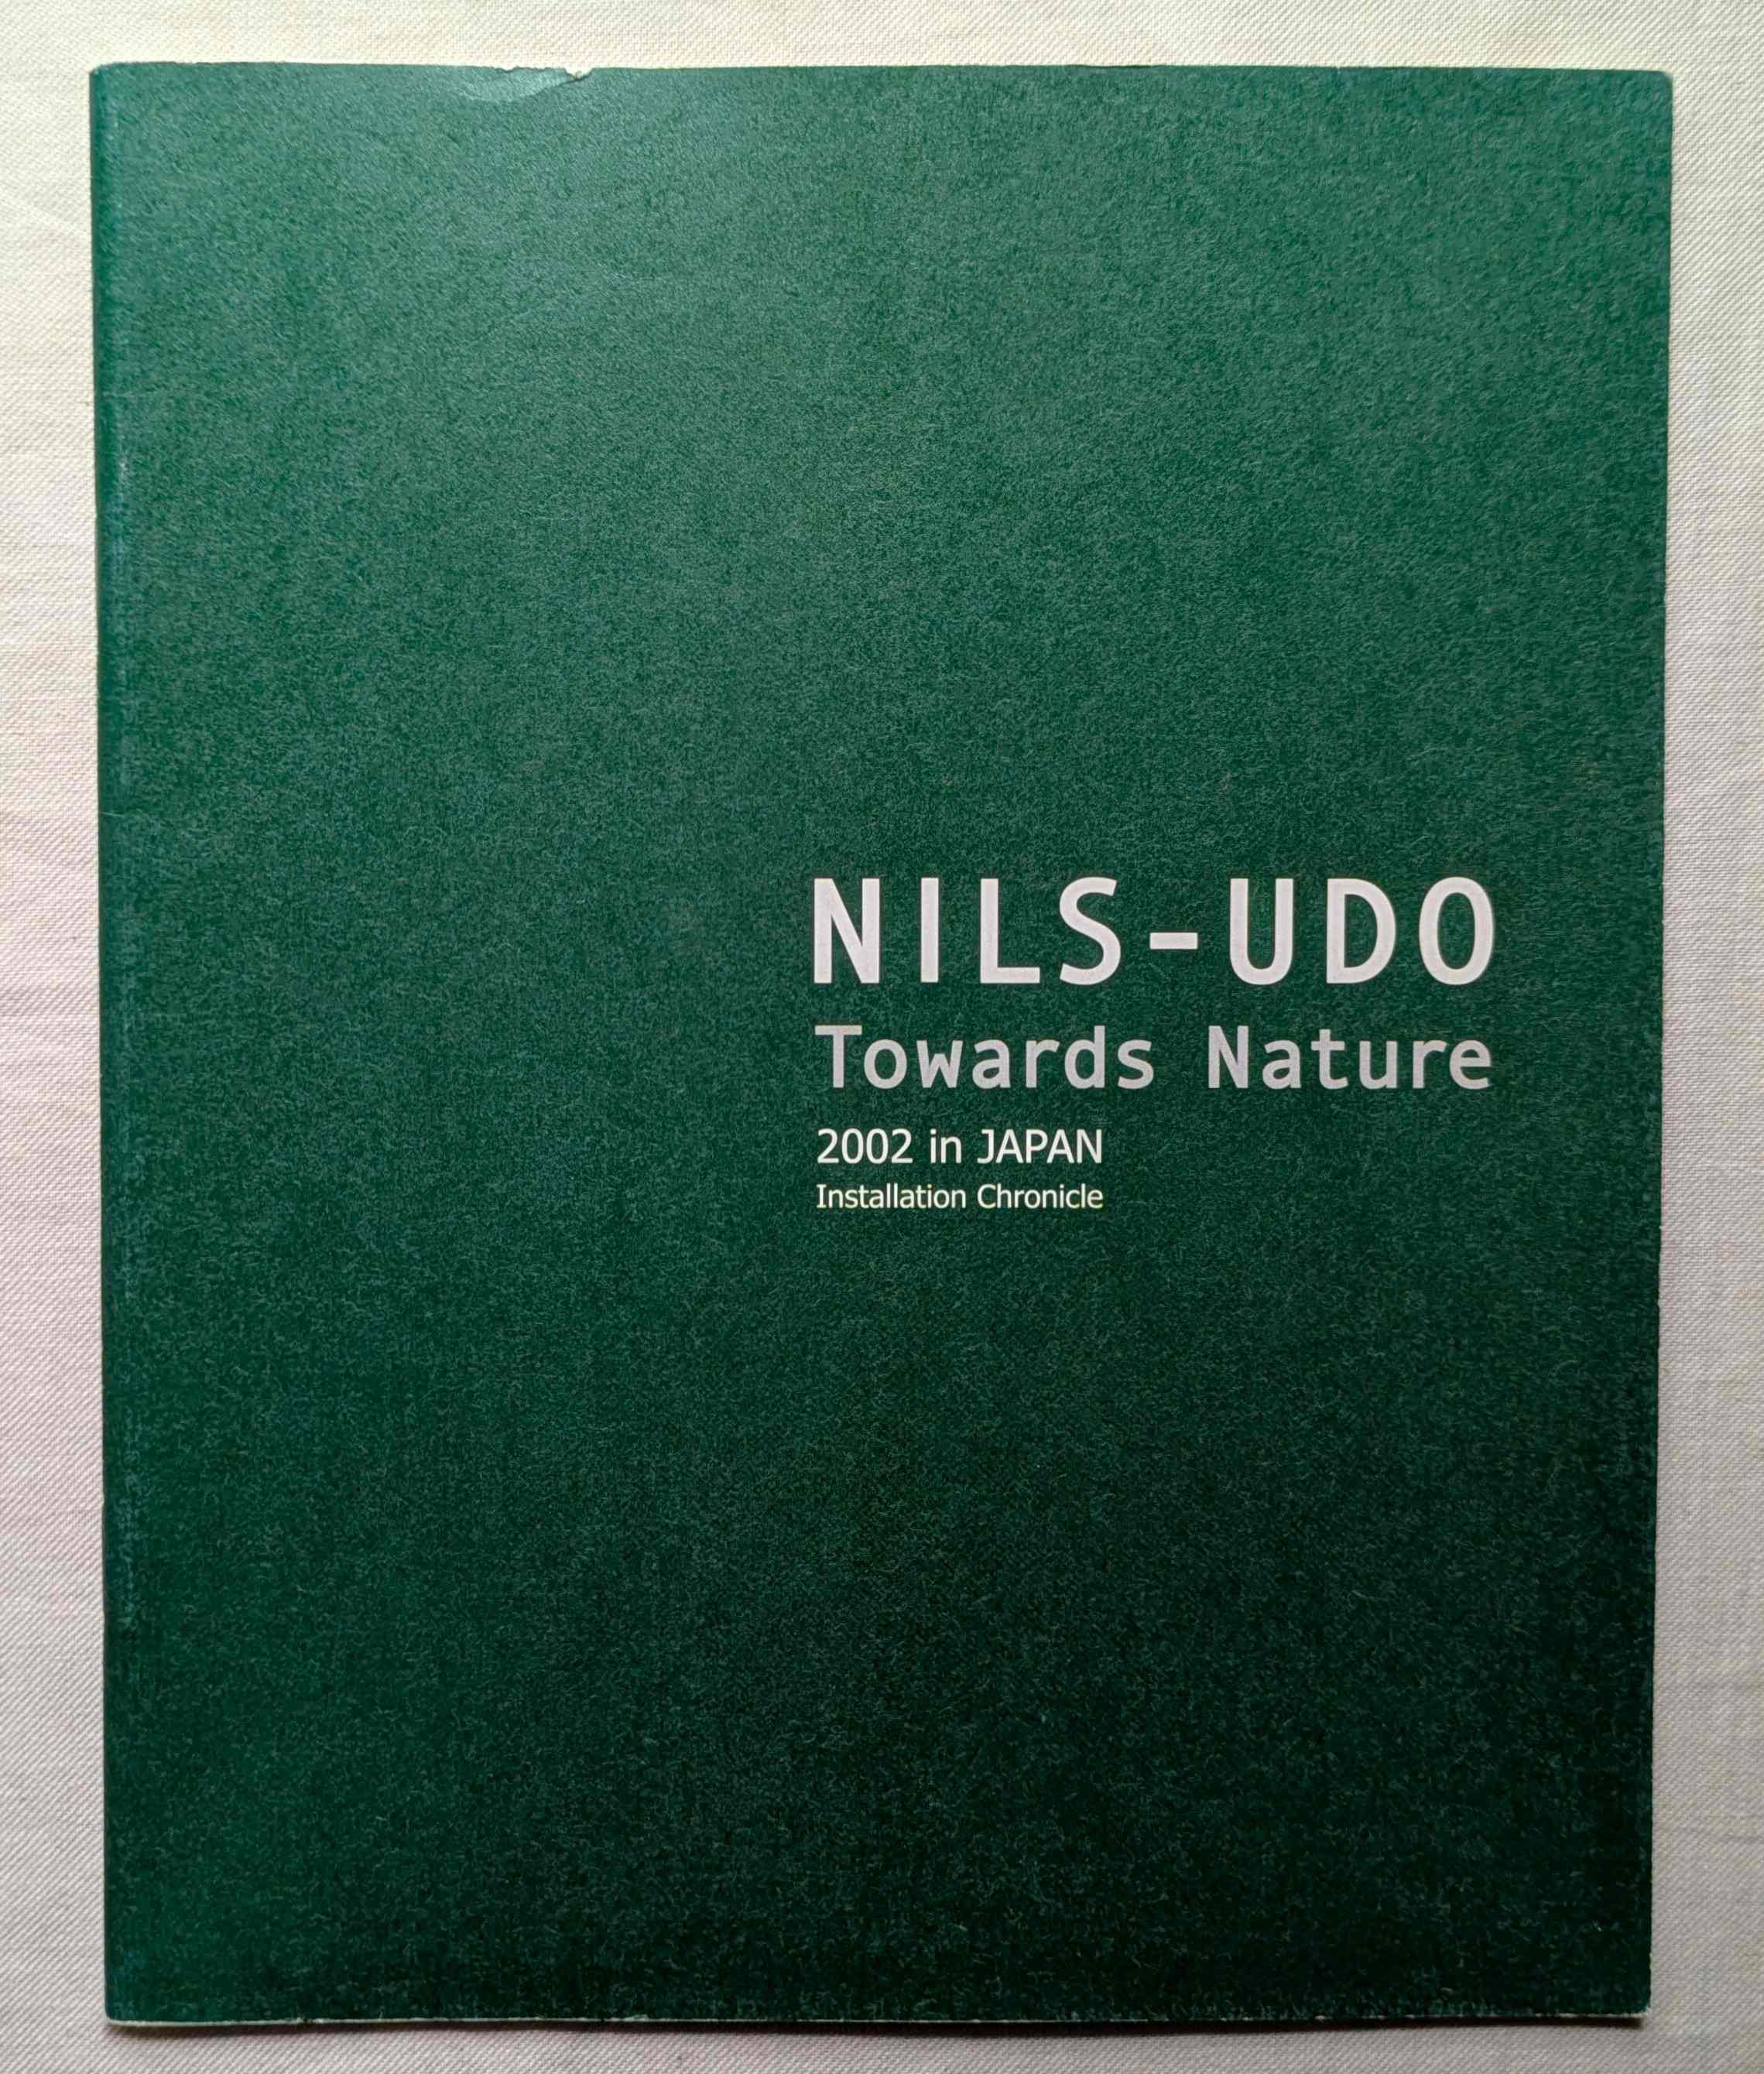 NILS-UDO
Towards Nature
2002 in JAPAN
Installation Chronicle